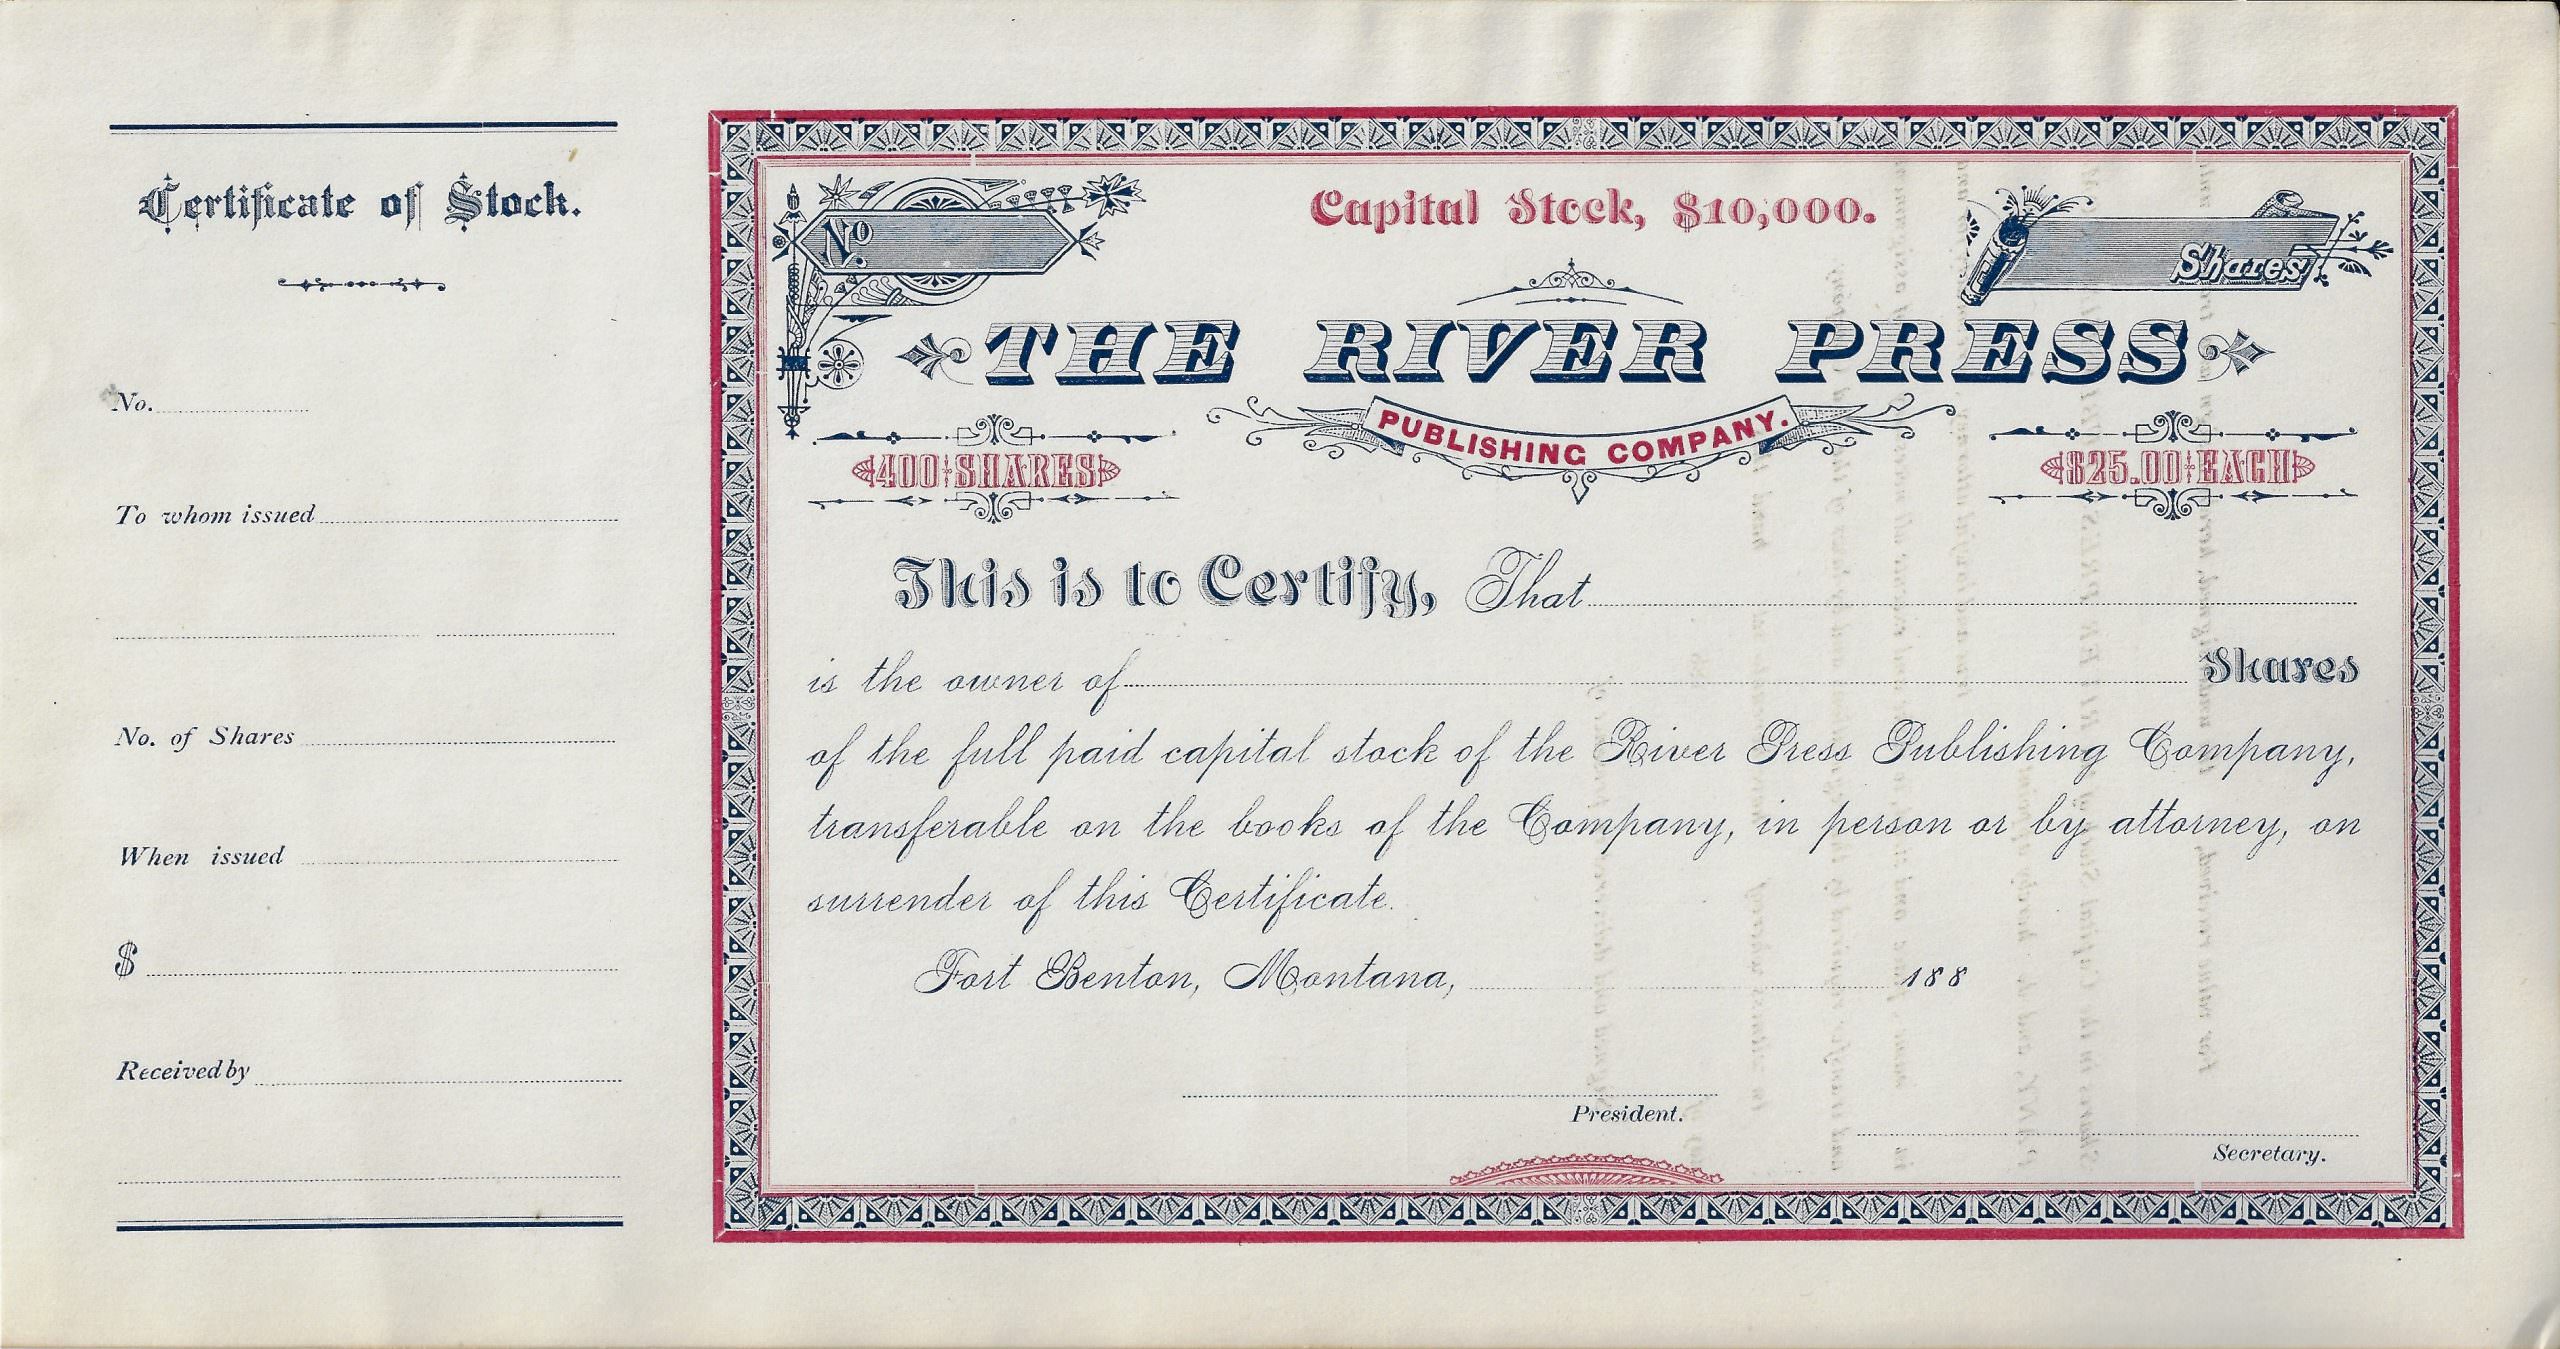 Certificate of Stock.
No.
To whom issued
No. of Shares
When issued
$
Received by
No.
Capital Stock, $10,000.
Shares
THE RIVER PRESS
PUBLISHING COMPANY.
400 SHARES
$25.00 EACH
This is to Certify, That
is the owner of Shares
of the full paid capital stock of the River Press Publishing Company,
transferable on the books of the Company, in person or by attorney, on
surrender of this Certificate.
Fort Benton, Montana, 188
President.
Secretary.